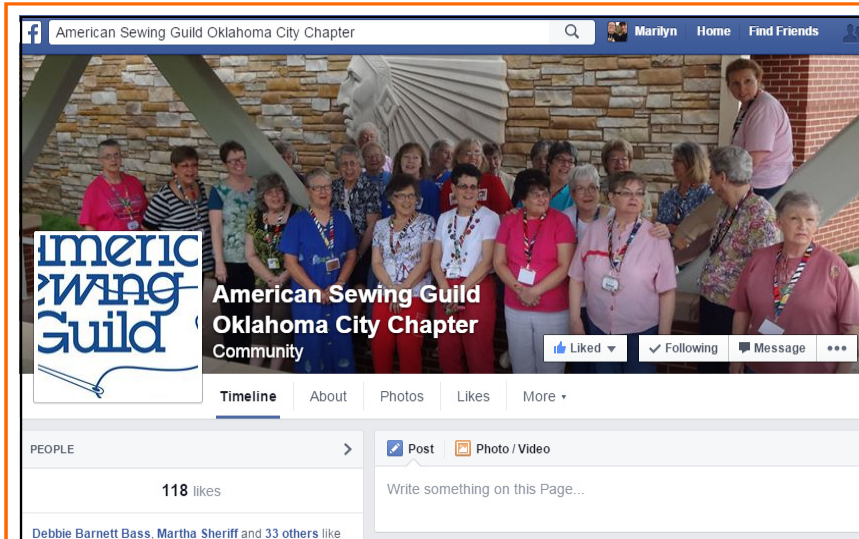 f American Sewing Guild Oklahoma City Chapter Marilyn Home Find Friends
Americ
Sewing
Guild
American Sewing Guild
Oklahoma City Chapter
Community
Liked Following Message
Timeline About Photos Likes More
PEOPLE
118 likes
Debbie Barnett Bass, Martha Sheriff and 33 others like
Post Photo / Video
Write something on this Page...